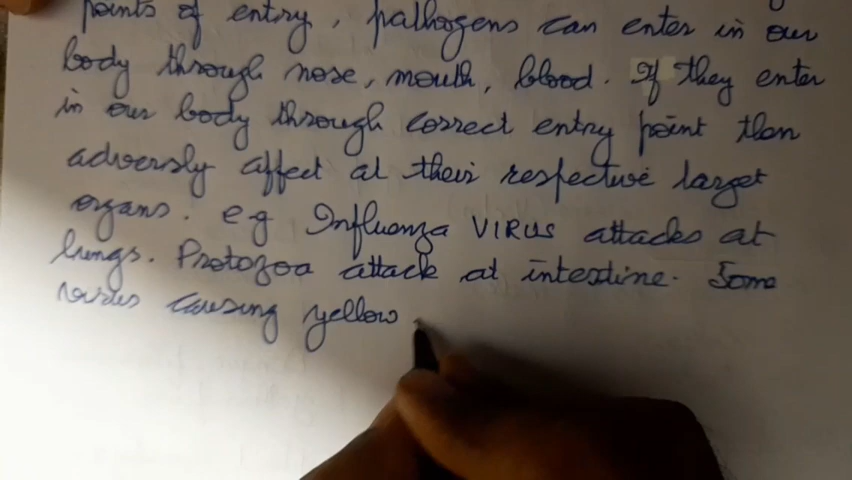 points of entry, pathogens can enter in our
body through nose, mouth, blood. If they enter
in our body through correct entry point then
adversly affect at their respective target
organs. eg Influenza VIRUS attacks at
lungs. Protozoa attack at intestine. Some
causing yellow